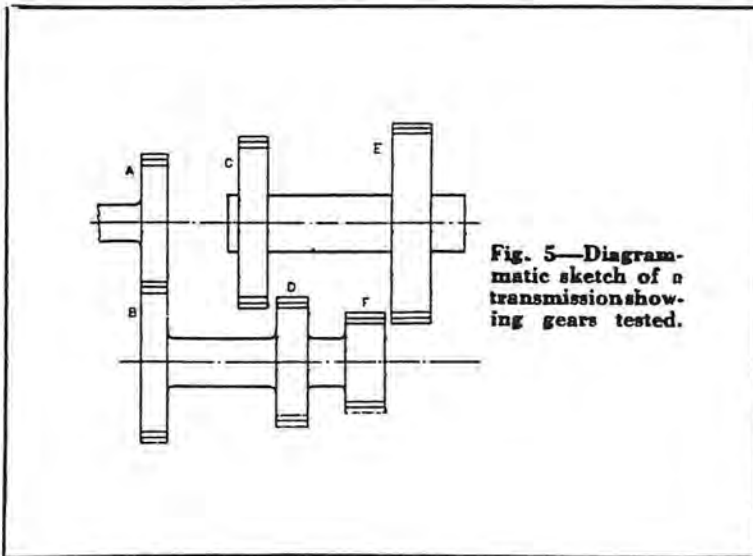 A
B
C
D
E
F
Fig. 5—Diagram-
matic sketch of a
transmission show-
ing gears tested.